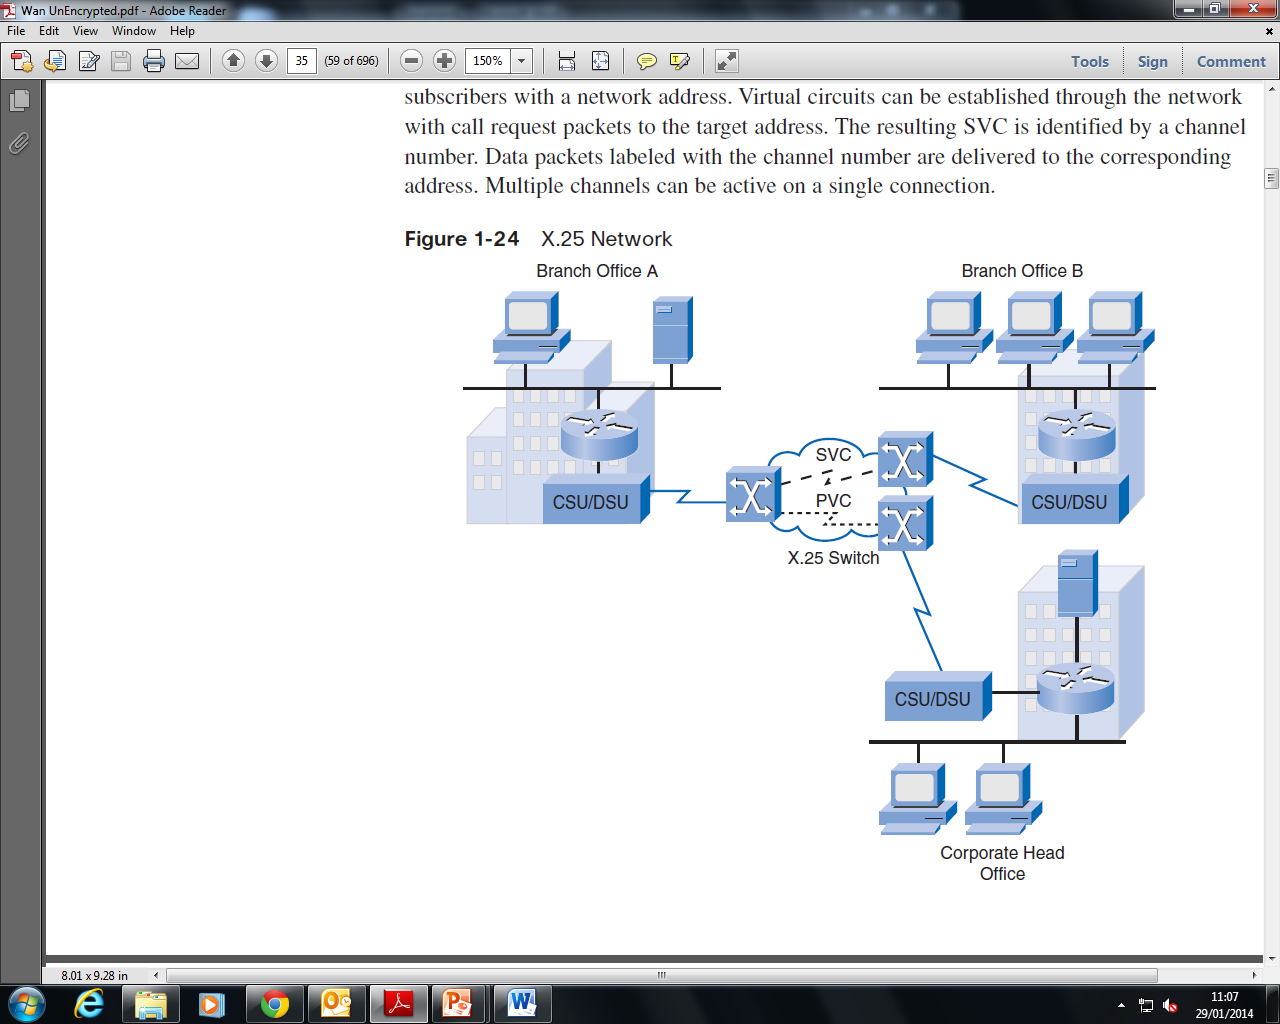 Wan UnEncrypted.pdf - Adobe Reader
File Edit View Window Help
35 (59 of 696) 150% Tools Sign Comment
subscribers with a network address. Virtual circuits can be established through the network
with call request packets to the target address. The resulting SVC is identified by a channel
number. Data packets labeled with the channel number are delivered to the corresponding
address. Multiple channels can be active on a single connection.
Figure 1-24 X.25 Network
Branch Office A
Branch Office B
SVC
PVC
CSU/DSU
CSU/DSU
X.25 Switch
CSU/DSU
Corporate Head
Office
8.01 x 9.28 in
11:07
29/01/2014